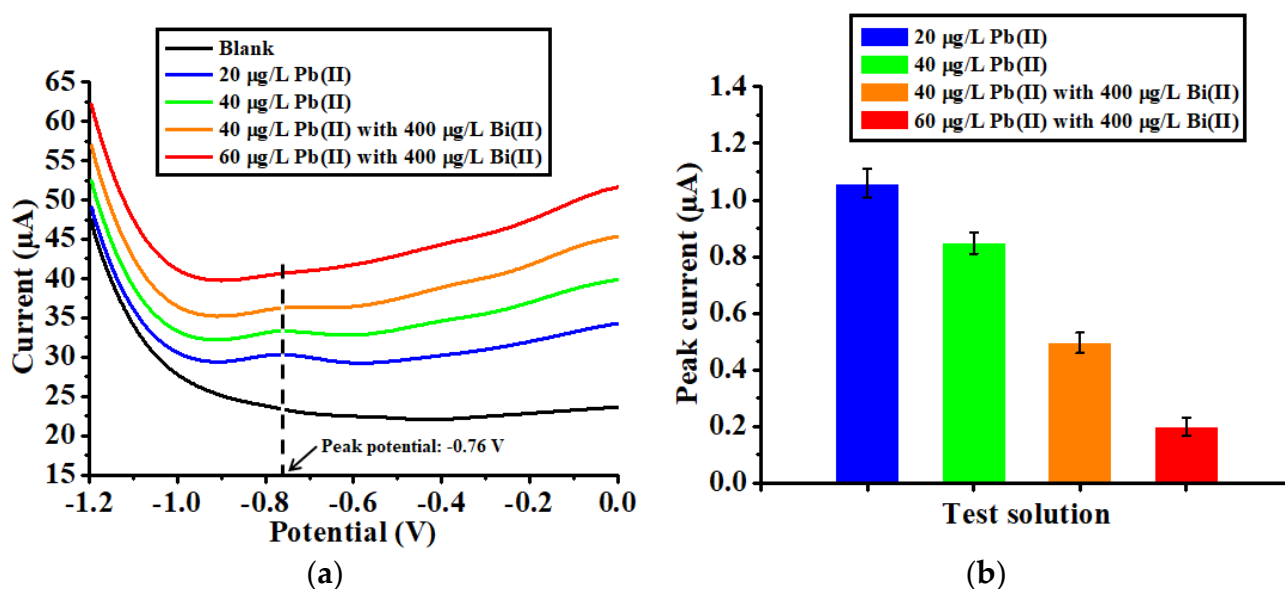 Blank
20 µg/L Pb(II)
40 µg/L Pb(II)
40 µg/L Pb(II) with 400 µg/L Bi(II)
60 µg/L Pb(II) with 400 µg/L Bi(II)
65
60
55
50
45
40
35
30
25
20
15
Current (µA)
Peak potential: -0.76 V
-1.2 -1.0 -0.8 -0.6 -0.4 -0.2 0.0
Potential (V)
(a)
20 µg/L Pb(II)
40 µg/L Pb(II)
40 µg/L Pb(II) with 400 µg/L Bi(II)
60 µg/L Pb(II) with 400 µg/L Bi(II)
1.4
1.2
1.0
0.8
0.6
0.4
0.2
0.0
Peak current (µA)
Test solution
(b)